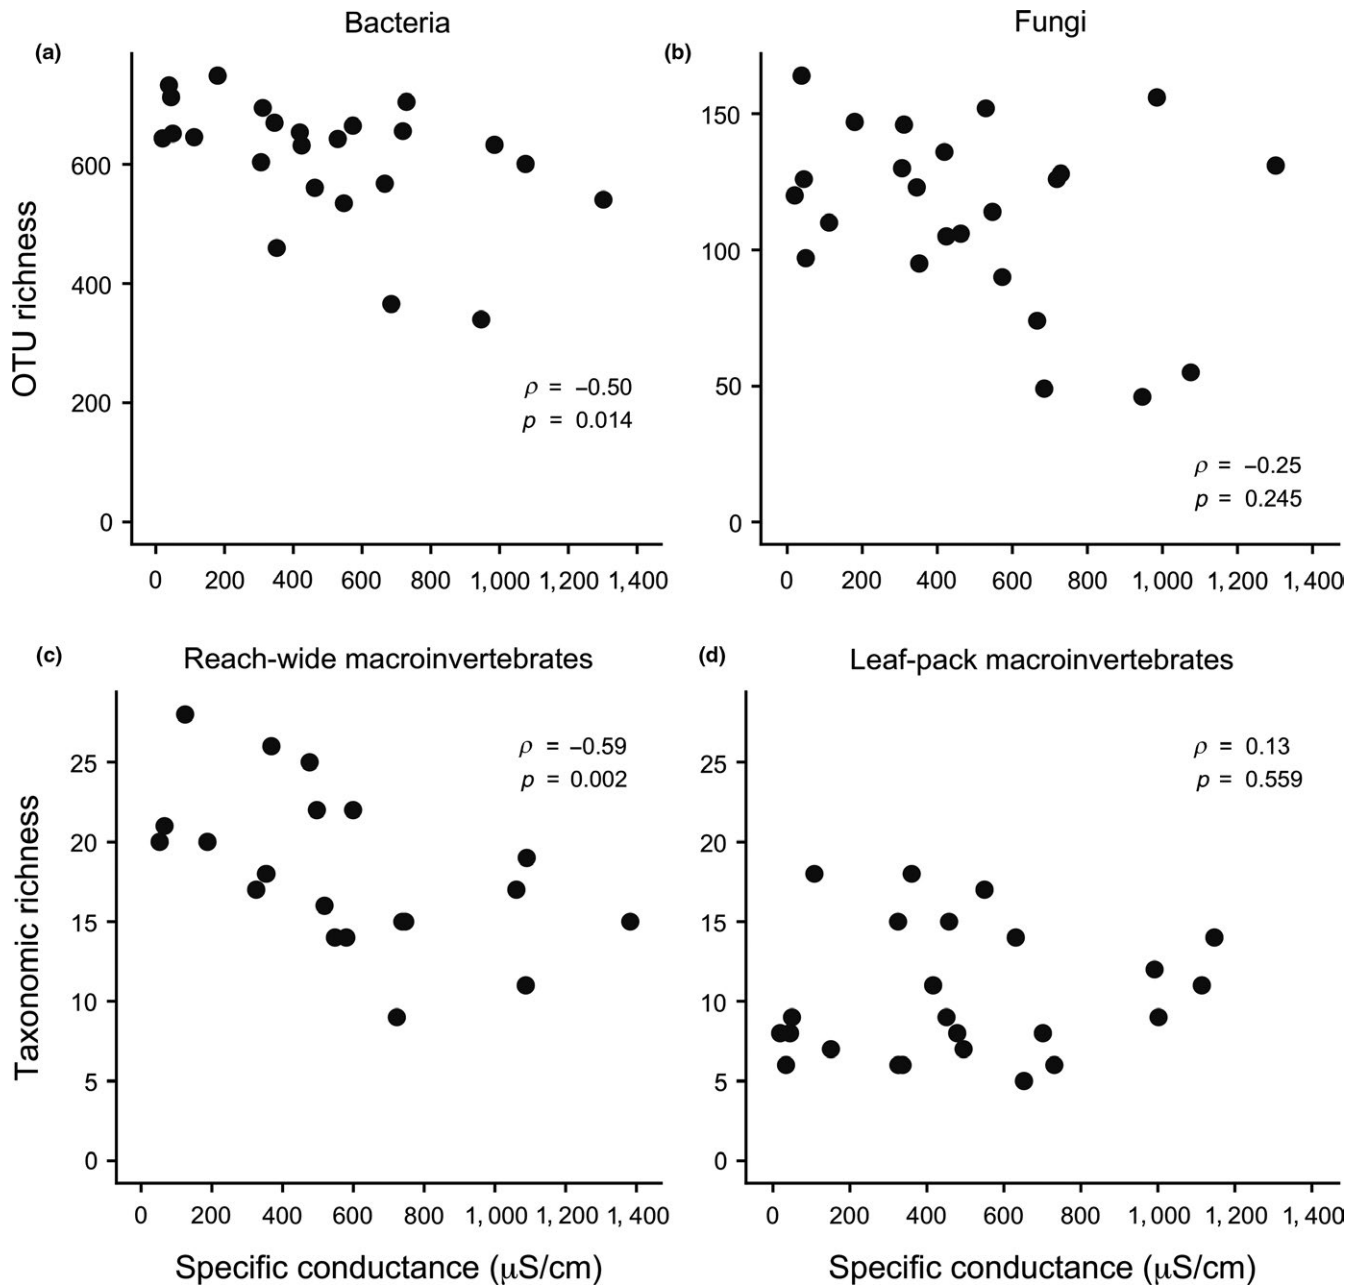 Bacteria
(a)
OTU richness
600
400
200
0
ρ = −0.50
p = 0.014
0 200 400 600 800 1,000 1,200 1,400
Fungi
(b)
150
100
50
0
ρ = −0.25
p = 0.245
0 200 400 600 800 1,000 1,200 1,400
(c)
Reach-wide macroinvertebrates
Taxonomic richness
25
20
15
10
5
0
ρ = −0.59
p = 0.002
0 200 400 600 800 1,000 1,200 1,400
Specific conductance (μS/cm)
(d)
Leaf-pack macroinvertebrates
25
20
15
10
5
0
ρ = 0.13
p = 0.559
0 200 400 600 800 1,000 1,200 1,400
Specific conductance (μS/cm)